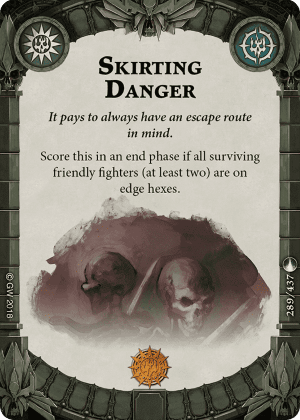 Skirting
Danger
It pays to always have an escape route
in mind.
Score this in an end phase if all surviving
friendly fighters (at least two) are on
edge hexes.
© GW 2018
289/437